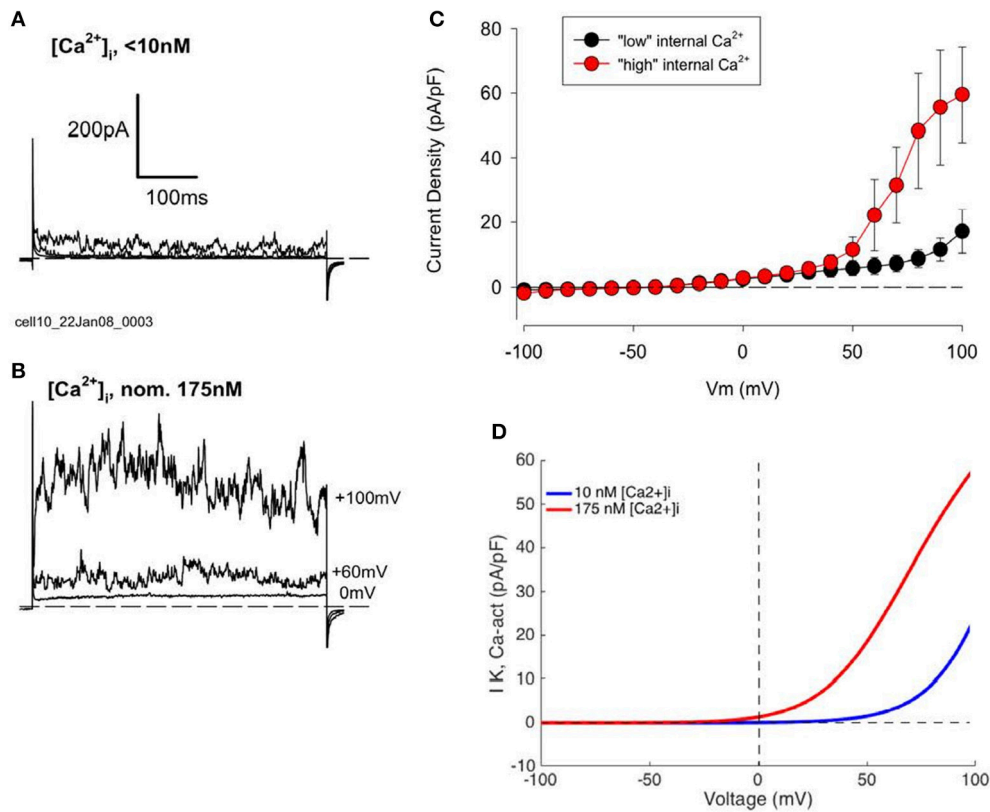 A
[Ca²⁺]ᵢ, <10nM
200pA
100ms
cell10_22Jan08_0003
B
[Ca²⁺]ᵢ, nom. 175nM
+100mV
+60mV
0mV
C
80
60
40
20
0
Current Density (pA/pF)
"low" internal Ca²⁺
"high" internal Ca²⁺
-100 -50 0 50 100
Vm (mV)
D
60
50
40
30
20
10
0
-10
I K, Ca-act (pA/pF)
10 nM [Ca2+]i
175 nM [Ca2+]i
-100 -50 0 50 100
Voltage (mV)